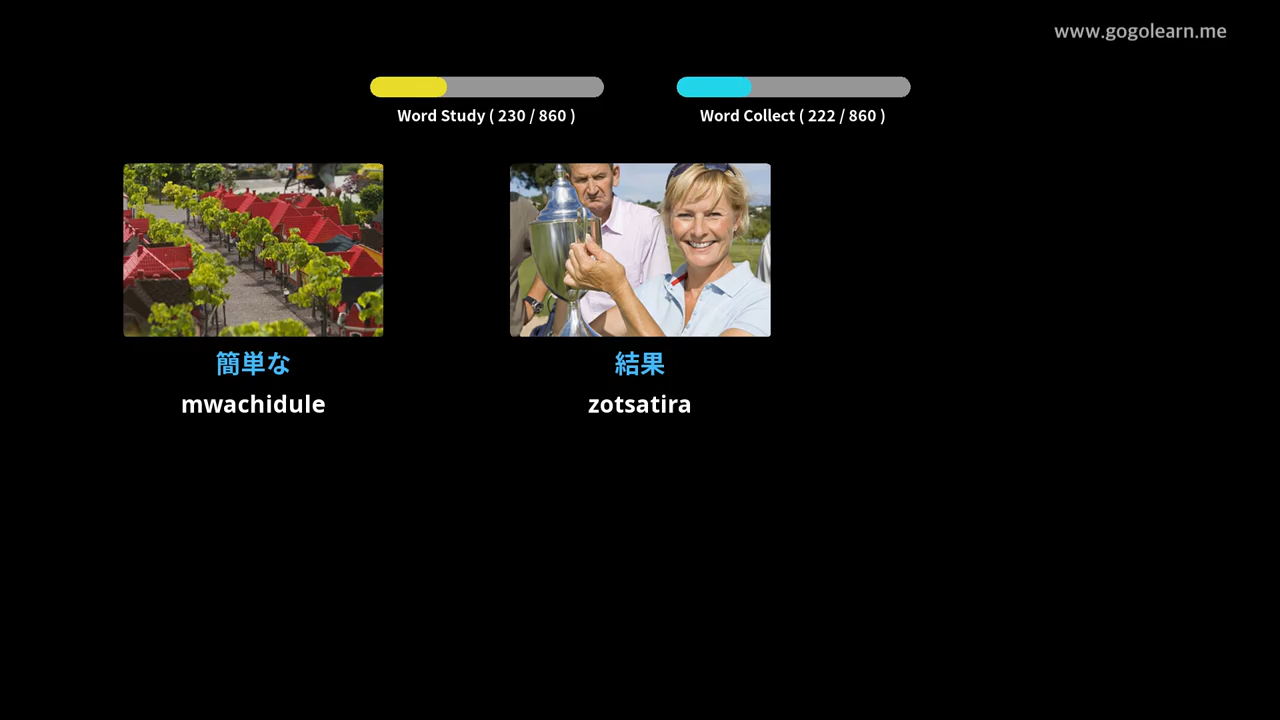 www.gogolearn.me
Word Study ( 230 / 860 )
Word Collect ( 222 / 860 )
簡単な
mwachidule
結果
zotsatira